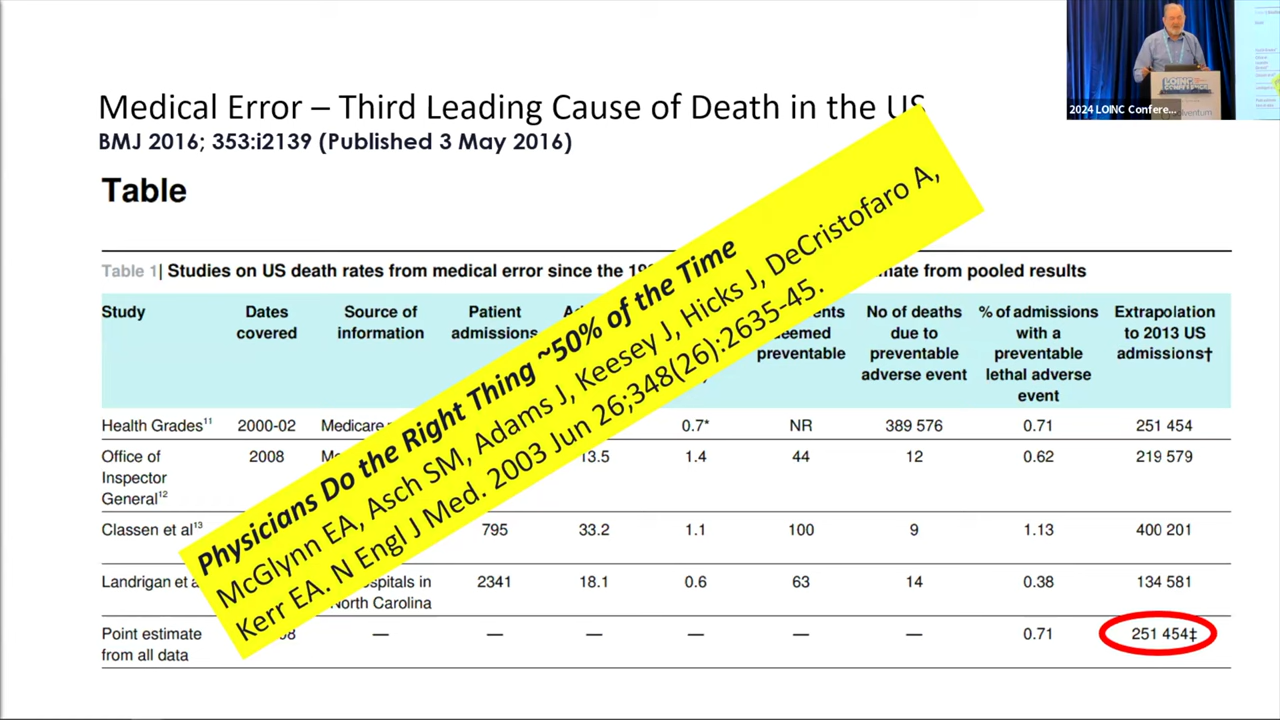 Medical Error – Third Leading Cause of Death in the US
BMJ 2016; 353:i2139 (Published 3 May 2016)
Table
Table 1| Studies on US death rates from medical error since the from pooled results
Study Dates covered Source of information Patient admissions deemed preventable No of deaths due to preventable adverse event % of admissions with a preventable lethal adverse event Extrapolation to 2013 US admissions†
Health Grades¹¹ 2000-02 Medicare 0.7* NR 389 576 0.71 251 454
Office of Inspector General¹² 2008 13.5 1.4 44 12 0.62 219 579
Classen et al¹³ 795 33.2 1.1 100 9 1.13 400 201
Landrigan et hospitals in North Carolina 2341 18.1 0.6 63 14 0.38 134 581
Point estimate from all data — — — — — — 0.71 251 454‡
Physicians Do the Right Thing ~50% of the Time
McGlynn EA, Asch SM, Adams J, Keesey J, Hicks J, DeCristofaro A,
Kerr EA. N Engl J Med. 2003 Jun 26;348(26):2635-45.
2024 LOINC Confere...